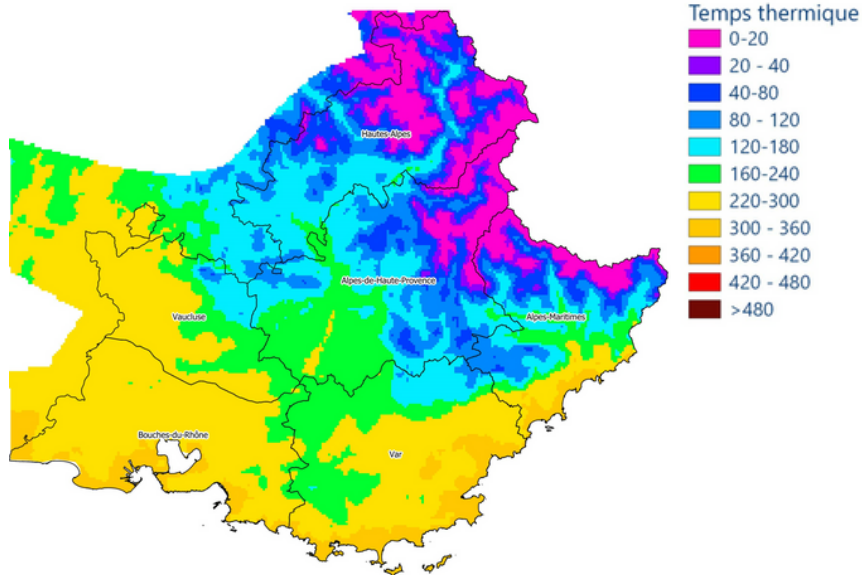 Temps thermique
0-20
20 - 40
40-80
80 - 120
120-180
160-240
220-300
300 - 360
360 - 420
420 - 480
>480
Hautes-Alpes
Alpes-de-Haute-Provence
Vaucluse
Alpes-Maritimes
Bouches-du-Rhône
Var